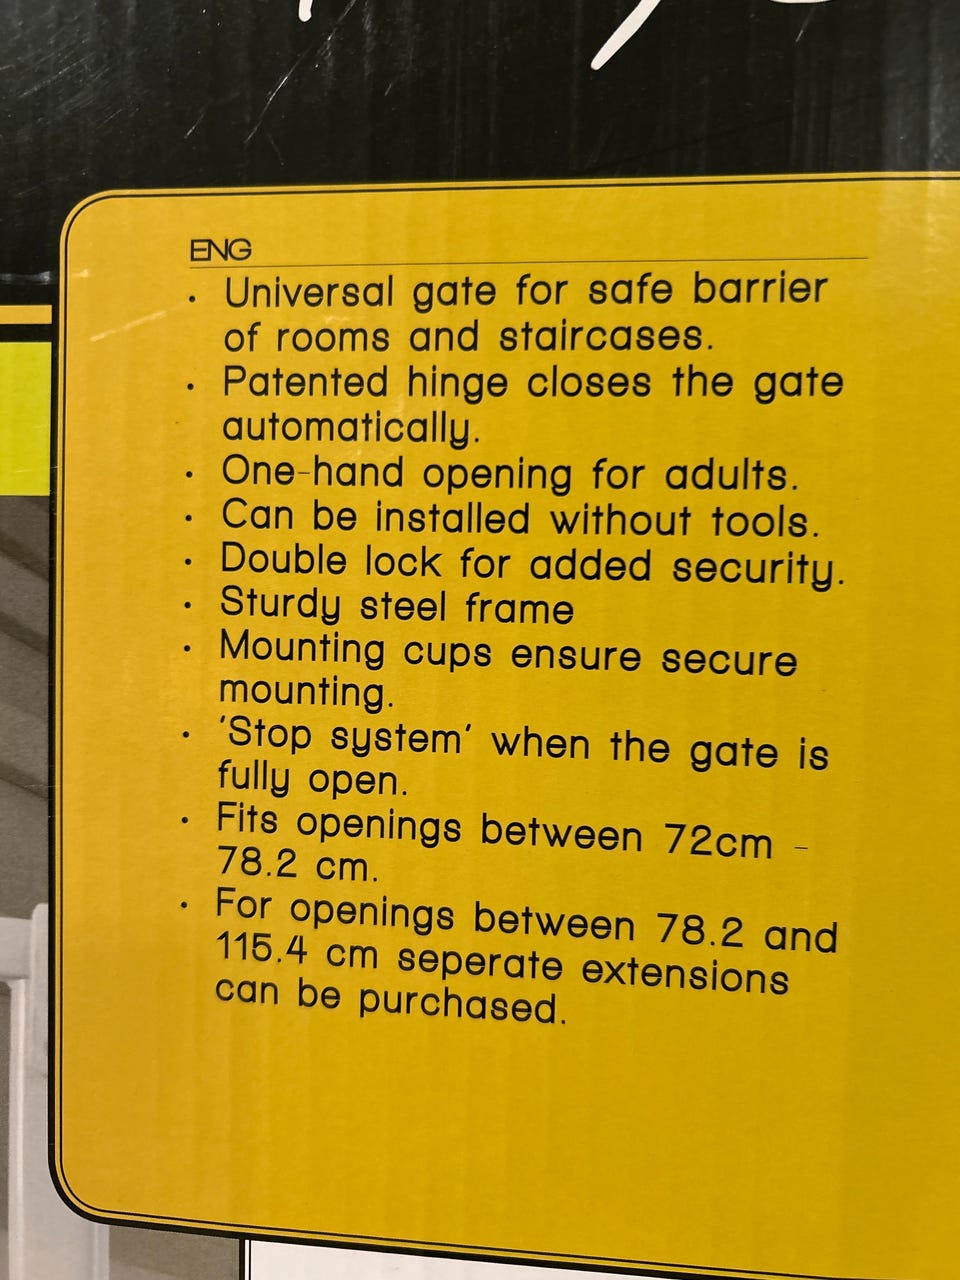 ENG
• Universal gate for safe barrier
of rooms and staircases.
• Patented hinge closes the gate
automatically.
• One-hand opening for adults.
• Can be installed without tools.
• Double lock for added security.
• Sturdy steel frame
• Mounting cups ensure secure
mounting.
• 'Stop system' when the gate is
fully open.
• Fits openings between 72cm -
78.2 cm.
• For openings between 78.2 and
115.4 cm seperate extensions
can be purchased.